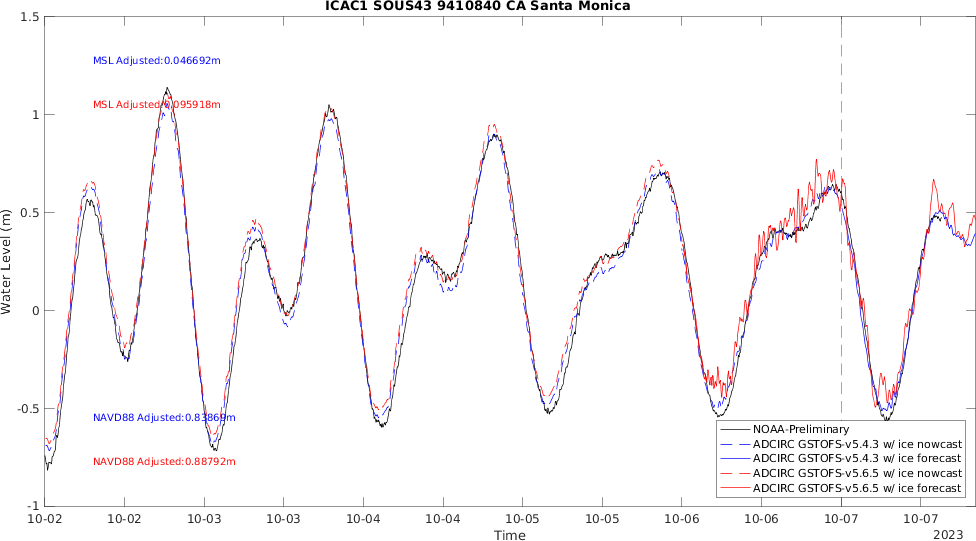 ICAC1 SOUS43 9410840 CA Santa Monica
1.5
MSL Adjusted:0.046692m
MSL Adjusted:0.095918m
1
0.5
Water Level (m)
0
-0.5
NAVD88 Adjusted:0.83869m
NAVD88 Adjusted:0.88792m
NOAA-Preliminary
ADCIRC GSTOFS-v5.4.3 w/ ice nowcast
ADCIRC GSTOFS-v5.4.3 w/ ice forecast
ADCIRC GSTOFS-v5.6.5 w/ ice nowcast
ADCIRC GSTOFS-v5.6.5 w/ ice forecast
-1
10-02 10-02 10-03 10-03 10-04 10-04 10-05 10-05 10-06 10-06 10-07 10-07
Time
2023